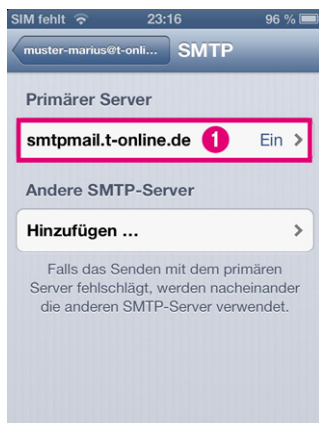 SIM fehlt 23:16 96 %
muster-marius@t-onli... SMTP
Primärer Server
smtpmail.t-online.de 1 Ein
Andere SMTP-Server
Hinzufügen ...
Falls das Senden mit dem primären
Server fehlschlägt, werden nacheinander
die anderen SMTP-Server verwendet.